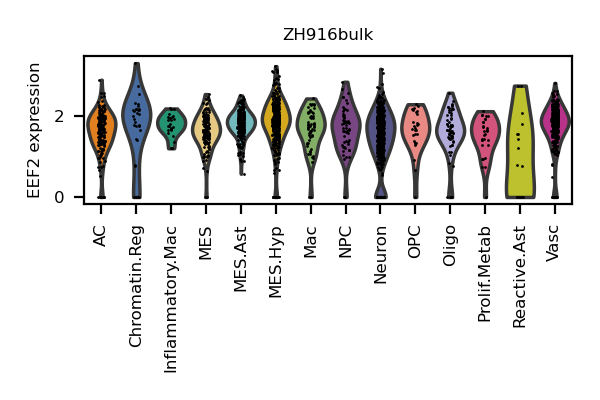 ZH916bulk
EEF2 expression
2
0
AC
Chromatin.Reg
Inflammatory.Mac
MES
MES.Ast
MES.Hyp
Mac
NPC
Neuron
OPC
Oligo
Prolif.Metab
Reactive.Ast
Vasc